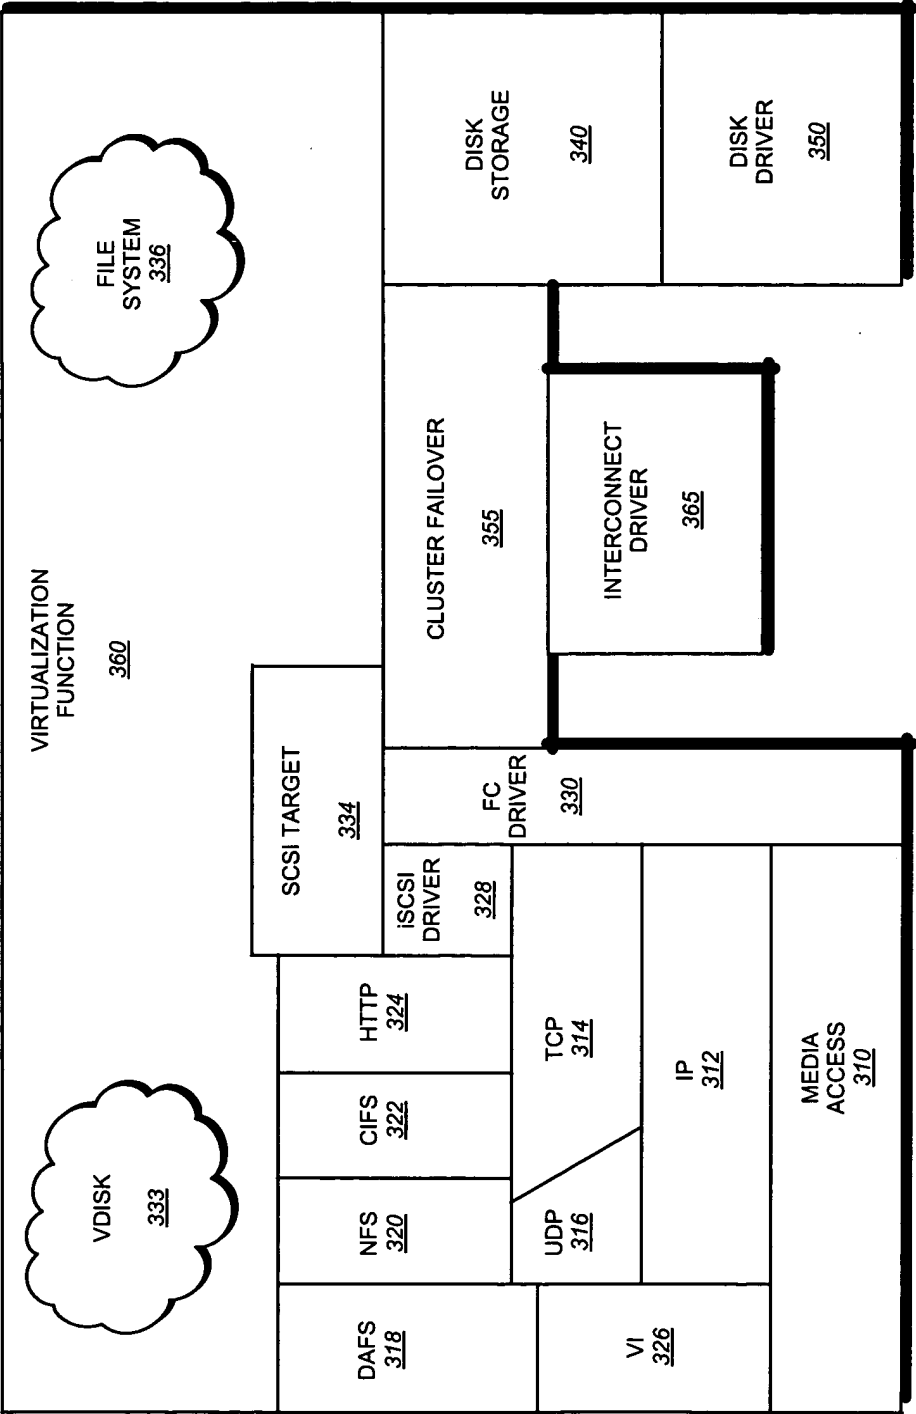 VIRTUALIZATION
FUNCTION
360
VDISK
333
FILE
SYSTEM
336
SCSI TARGET
334
DAFS
318
NFS
320
CIFS
322
HTTP
324
iSCSI
DRIVER
328
FC
DRIVER
330
CLUSTER FAILOVER
355
DISK
STORAGE
340
VI
326
UDP
316
TCP
314
IP
312
MEDIA
ACCESS
310
INTERCONNECT
DRIVER
365
DISK
DRIVER
350